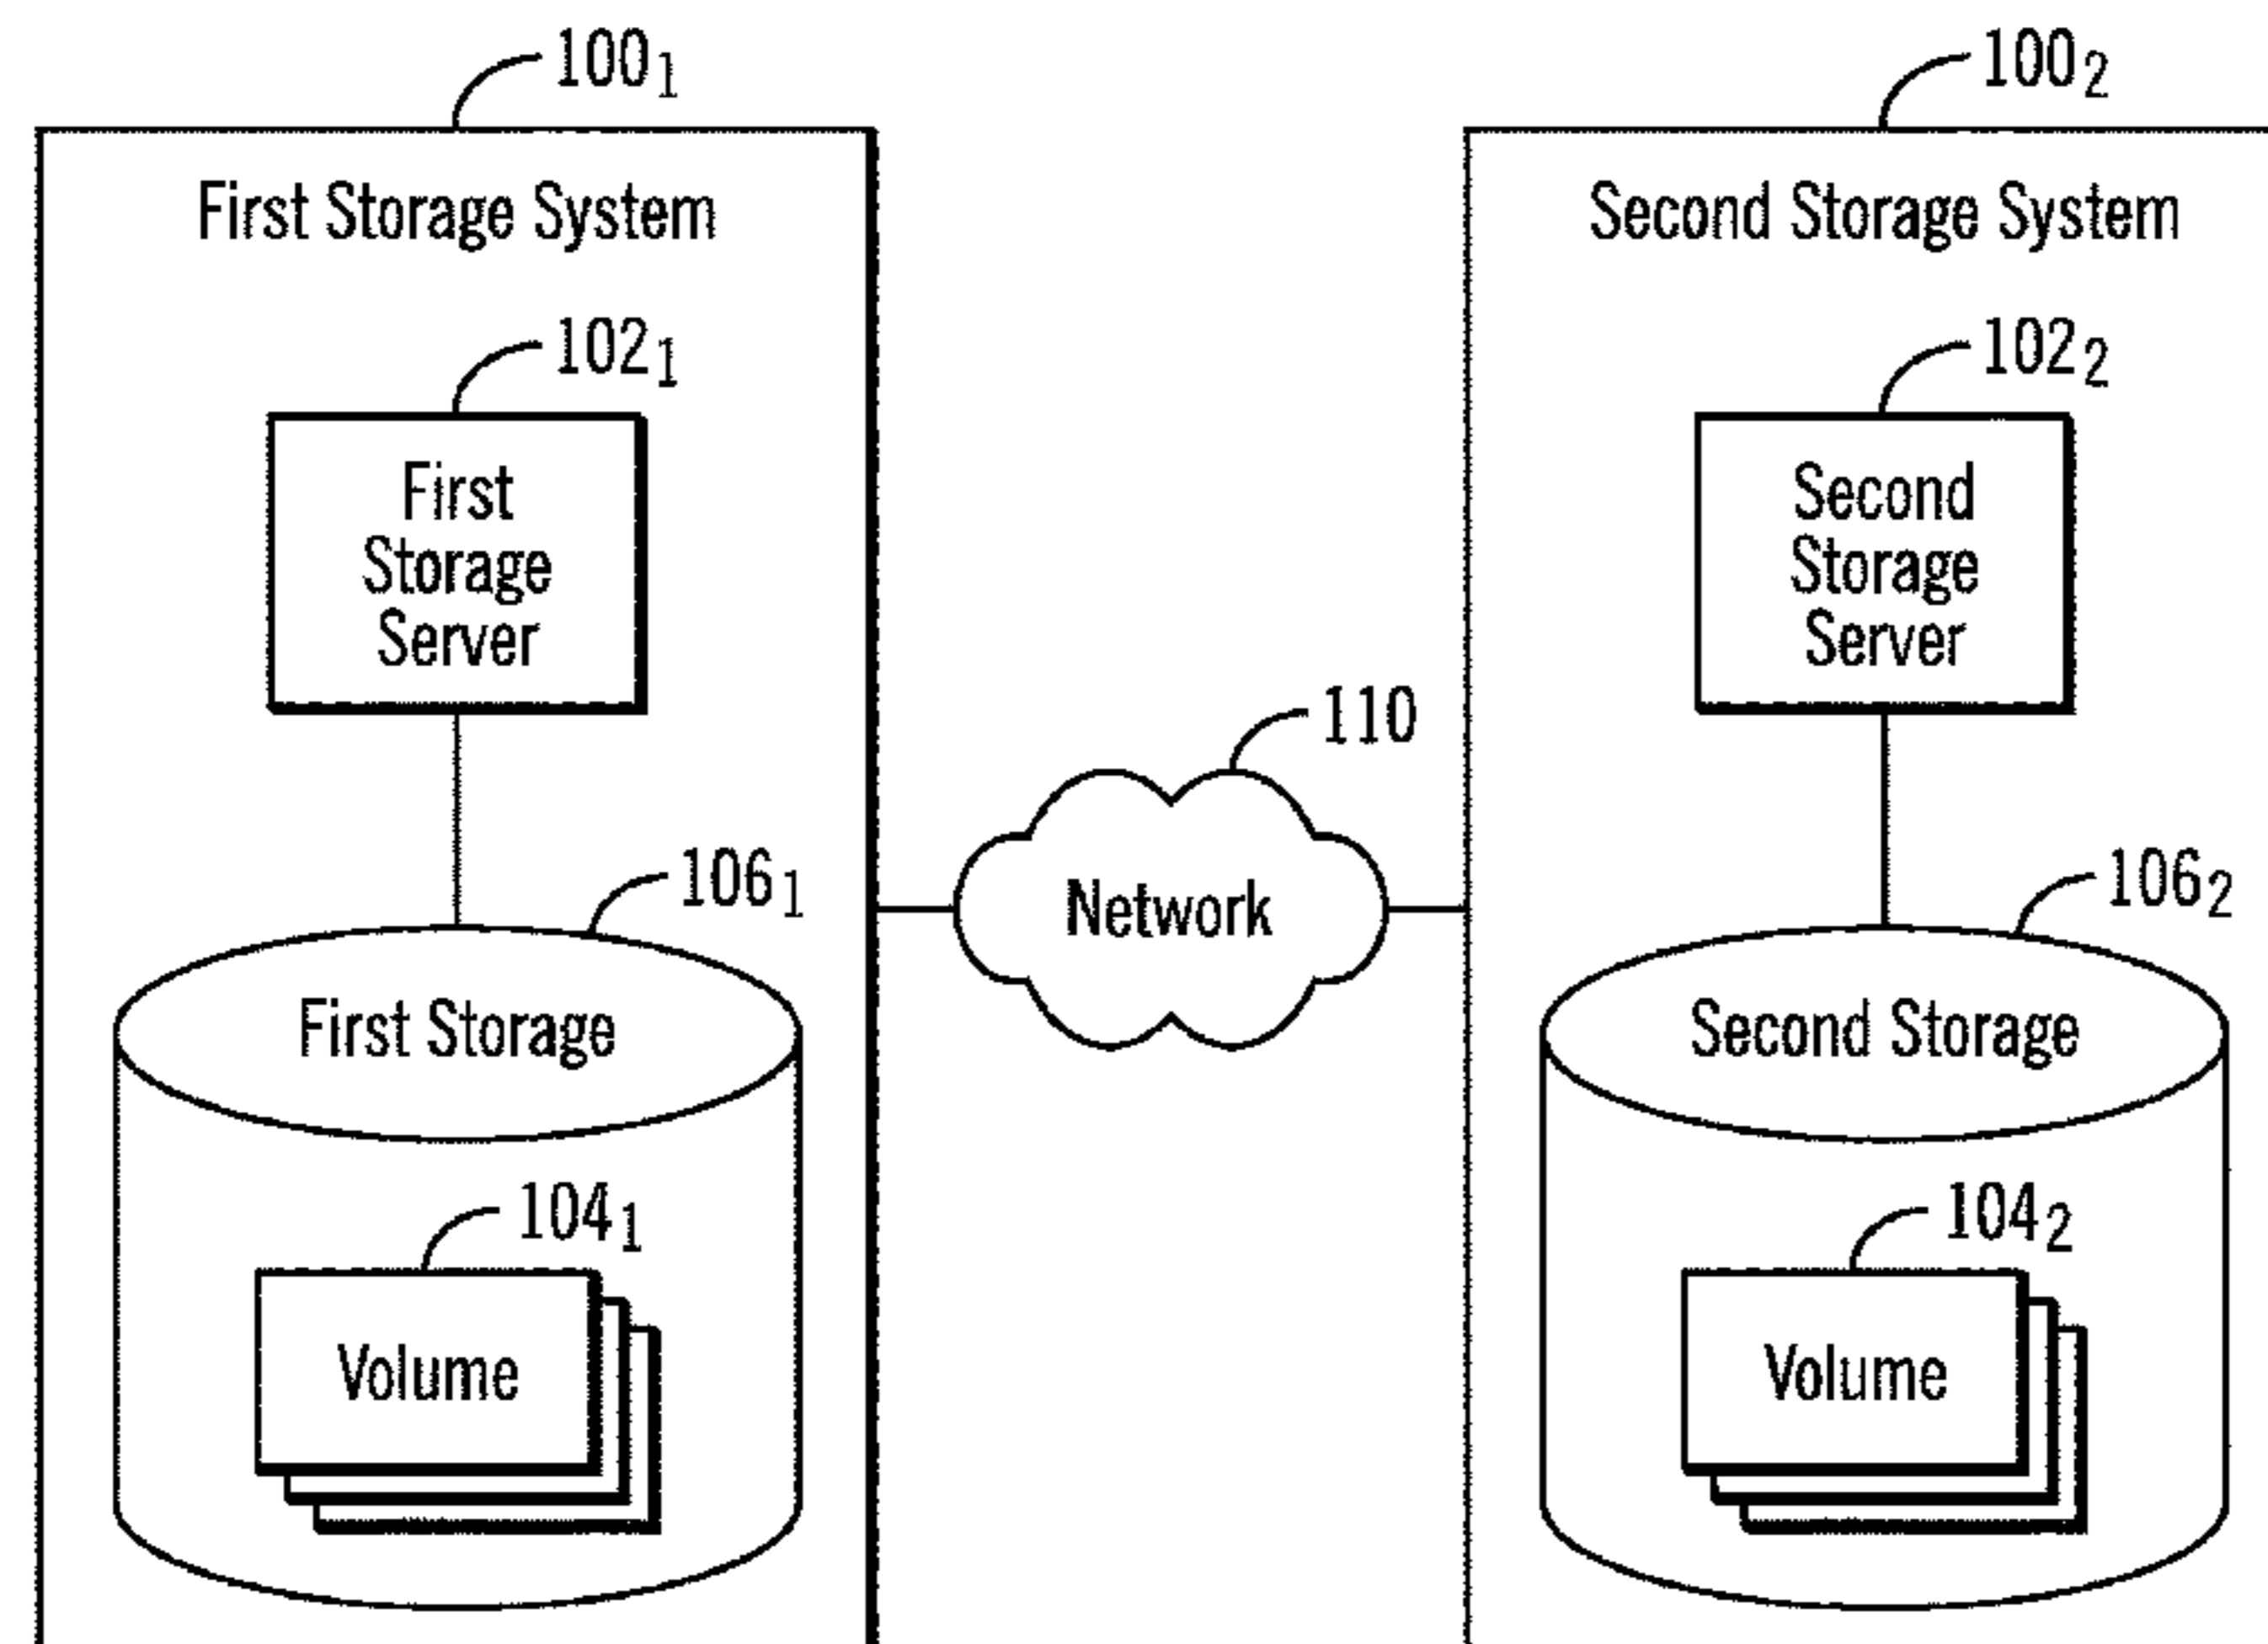 100₁
First Storage System
102₁
First
Storage
Server
106₁
First Storage
104₁
Volume
110
Network
100₂
Second Storage System
102₂
Second
Storage
Server
106₂
Second Storage
104₂
Volume